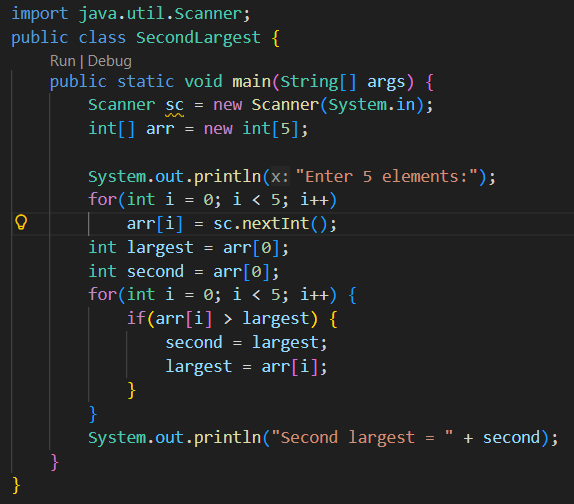 import java.util.Scanner;
public class SecondLargest {
Run | Debug
public static void main(String[] args) {
Scanner sc = new Scanner(System.in);
int[] arr = new int[5];
System.out.println(x: "Enter 5 elements:");
for(int i = 0; i < 5; i++)
arr[i] = sc.nextInt();
int largest = arr[0];
int second = arr[0];
for(int i = 0; i < 5; i++) {
if(arr[i] > largest) {
second = largest;
largest = arr[i];
}
}
System.out.println("Second largest = " + second);
}
}